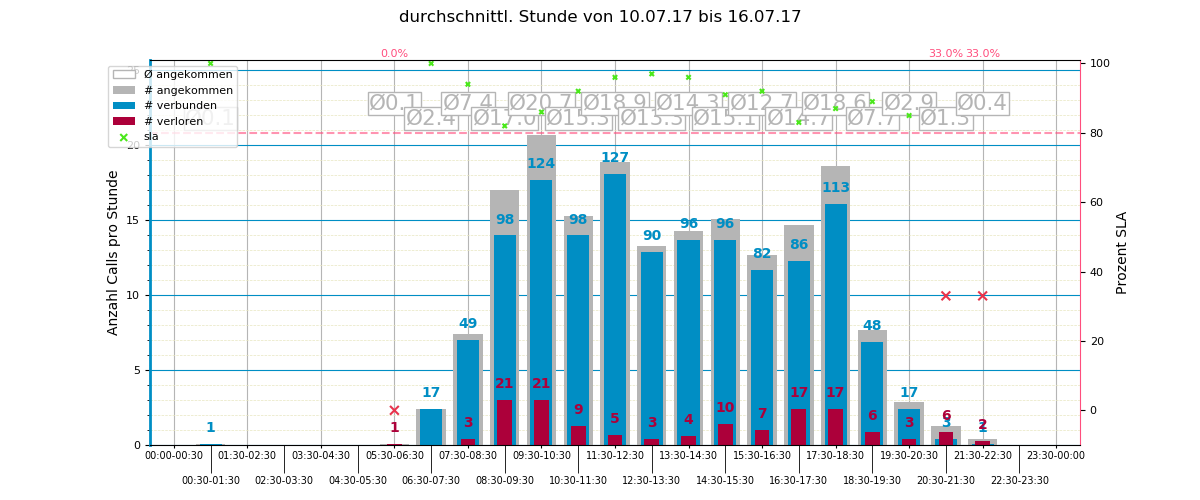 durchschnittl. Stunde von 10.07.17 bis 16.07.17
0.0% 33.0% 33.0%
Ø angekommen
# angekommen
# verbunden
# verloren
sla
Ø0.1 Ø7.4 Ø20.7 Ø18.9 Ø14.3 Ø12.7 Ø18.6 Ø2.9 Ø0.4
Ø2.4 Ø17.0 Ø15.3 Ø13.3 Ø15.1 Ø14.7 Ø7.7 Ø1.3
Anzahl Calls pro Stunde
20
15
10
5
0
Prozent SLA
100
80
60
40
20
0
1 17 49 98 124 98 127 90 96 96 82 86 113 48 17 3
1 3 21 21 9 5 3 4 10 7 17 17 6 3 6 2
00:00-00:30 01:30-02:30 03:30-04:30 05:30-06:30 07:30-08:30 09:30-10:30 11:30-12:30 13:30-14:30 15:30-16:30 17:30-18:30 19:30-20:30 21:30-22:30 23:30-00:00
00:30-01:30 02:30-03:30 04:30-05:30 06:30-07:30 08:30-09:30 10:30-11:30 12:30-13:30 14:30-15:30 16:30-17:30 18:30-19:30 20:30-21:30 22:30-23:30